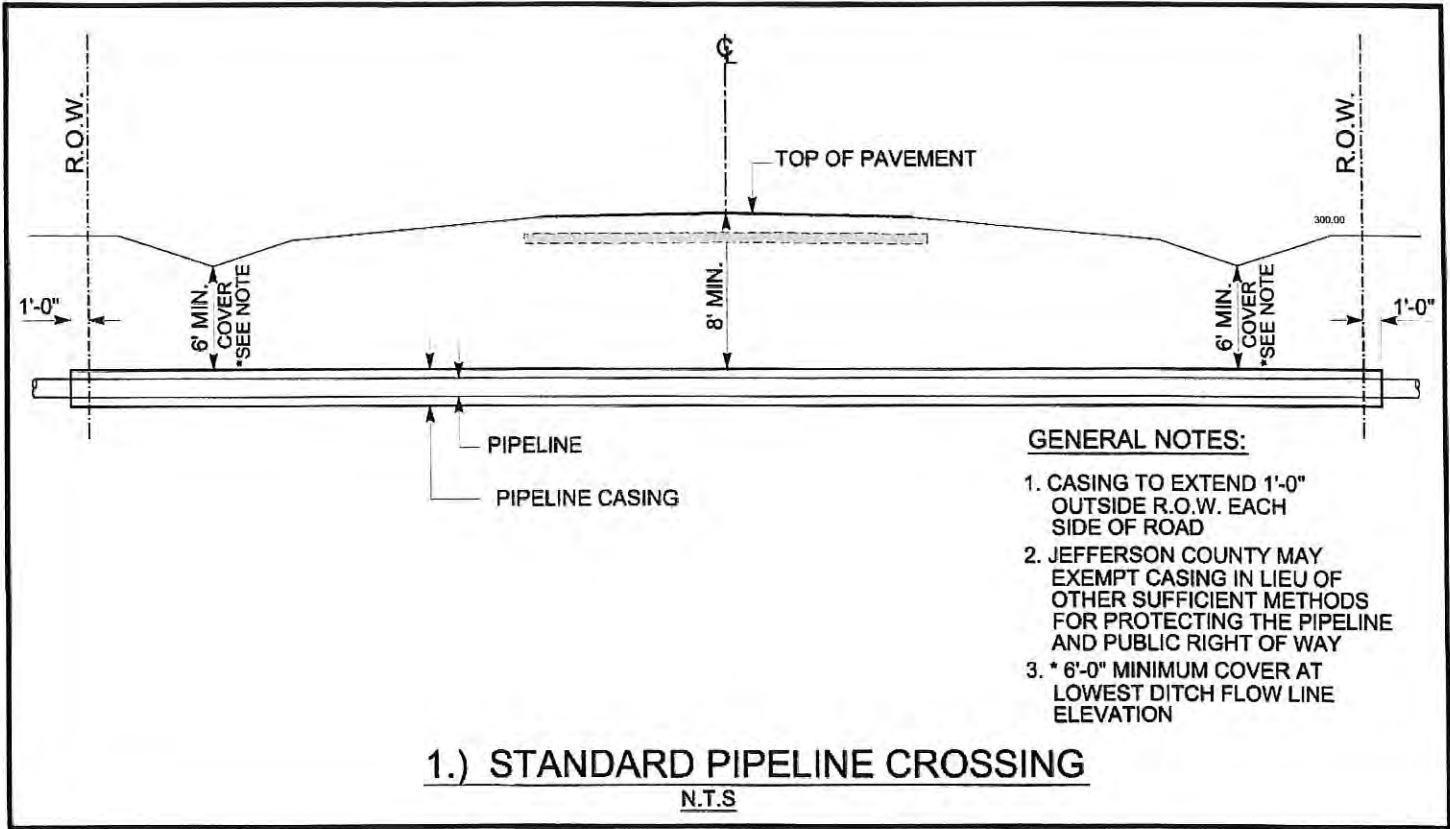 ℄
R.O.W.
R.O.W.
TOP OF PAVEMENT
300.00
1'-0"
6' MIN.
COVER
*SEE NOTE
8' MIN.
6' MIN.
COVER
*SEE NOTE
1'-0"
PIPELINE
PIPELINE CASING
GENERAL NOTES:
1. CASING TO EXTEND 1'-0"
OUTSIDE R.O.W. EACH
SIDE OF ROAD
2. JEFFERSON COUNTY MAY
EXEMPT CASING IN LIEU OF
OTHER SUFFICIENT METHODS
FOR PROTECTING THE PIPELINE
AND PUBLIC RIGHT OF WAY
3. * 6'-0" MINIMUM COVER AT
LOWEST DITCH FLOW LINE
ELEVATION
1.) STANDARD PIPELINE CROSSING
N.T.S